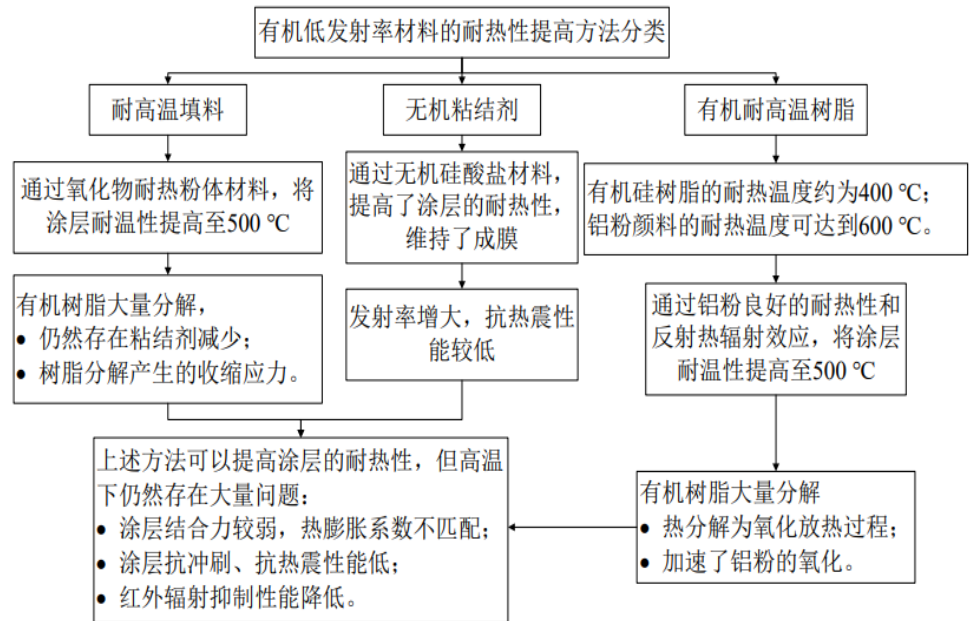 有机低发射率材料的耐热性提高方法分类
耐高温填料
无机粘结剂
有机耐高温树脂
通过氧化物耐热粉体材料，将
涂层耐温性提高至500 ℃
通过无机硅酸盐材料，
提高了涂层的耐热性，
维持了成膜
有机硅树脂的耐热温度约为400 ℃；
铝粉颜料的耐热温度可达到600 ℃。
有机树脂大量分解，
• 仍然存在粘结剂减少；
• 树脂分解产生的收缩应力。
发射率增大，抗热震性
能较低
通过铝粉良好的耐热性和
反射热辐射效应，将涂层
耐温性提高至500 ℃
上述方法可以提高涂层的耐热性，但高温
下仍然存在大量问题：
• 涂层结合力较弱，热膨胀系数不匹配；
• 涂层抗冲刷、抗热震性能低；
• 红外辐射抑制性能降低。
有机树脂大量分解
• 热分解为氧化放热过程；
• 加速了铝粉的氧化。